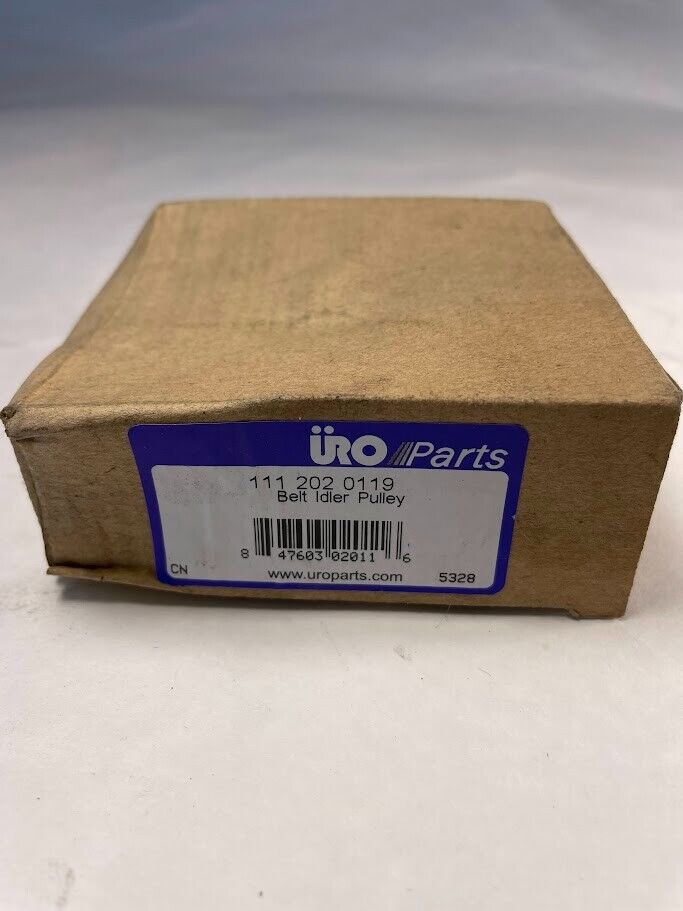 ÜRO Parts
111 202 0119
Belt Idler Pulley
8 47603 02011 6
CN
www.uroparts.com
5328